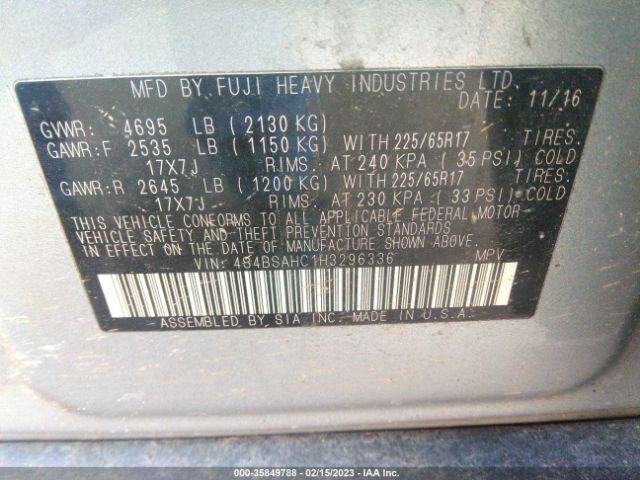 MFD BY FUJI HEAVY INDUSTRIES LTD.
DATE: 11/16
GVWR: 4695 LB ( 2130 KG)
GAWR:F 2535 LB ( 1150 KG) WITH 225/65R17 TIRES.
17X7J RIMS. AT 240 KPA ( 35 PSI) COLD
GAWR:R 2645 LB ( 1200 KG) WITH 225/65R17 TIRES.
17X7J RIMS. AT 230 KPA ( 33 PSI) COLD
THIS VEHICLE CONFORMS TO ALL APPLICABLE FEDERAL MOTOR
VEHICLE SAFETY AND THEFT PREVENTION STANDARDS
IN EFFECT ON THE DATE OF MANUFACTURE SHOWN ABOVE.
VIN: 4S4BSAHC1H3296336 MPV
ASSEMBLED BY SIA INC. MADE IN U.S.A.
000-35849788 - 02/15/2023 - IAA Inc.